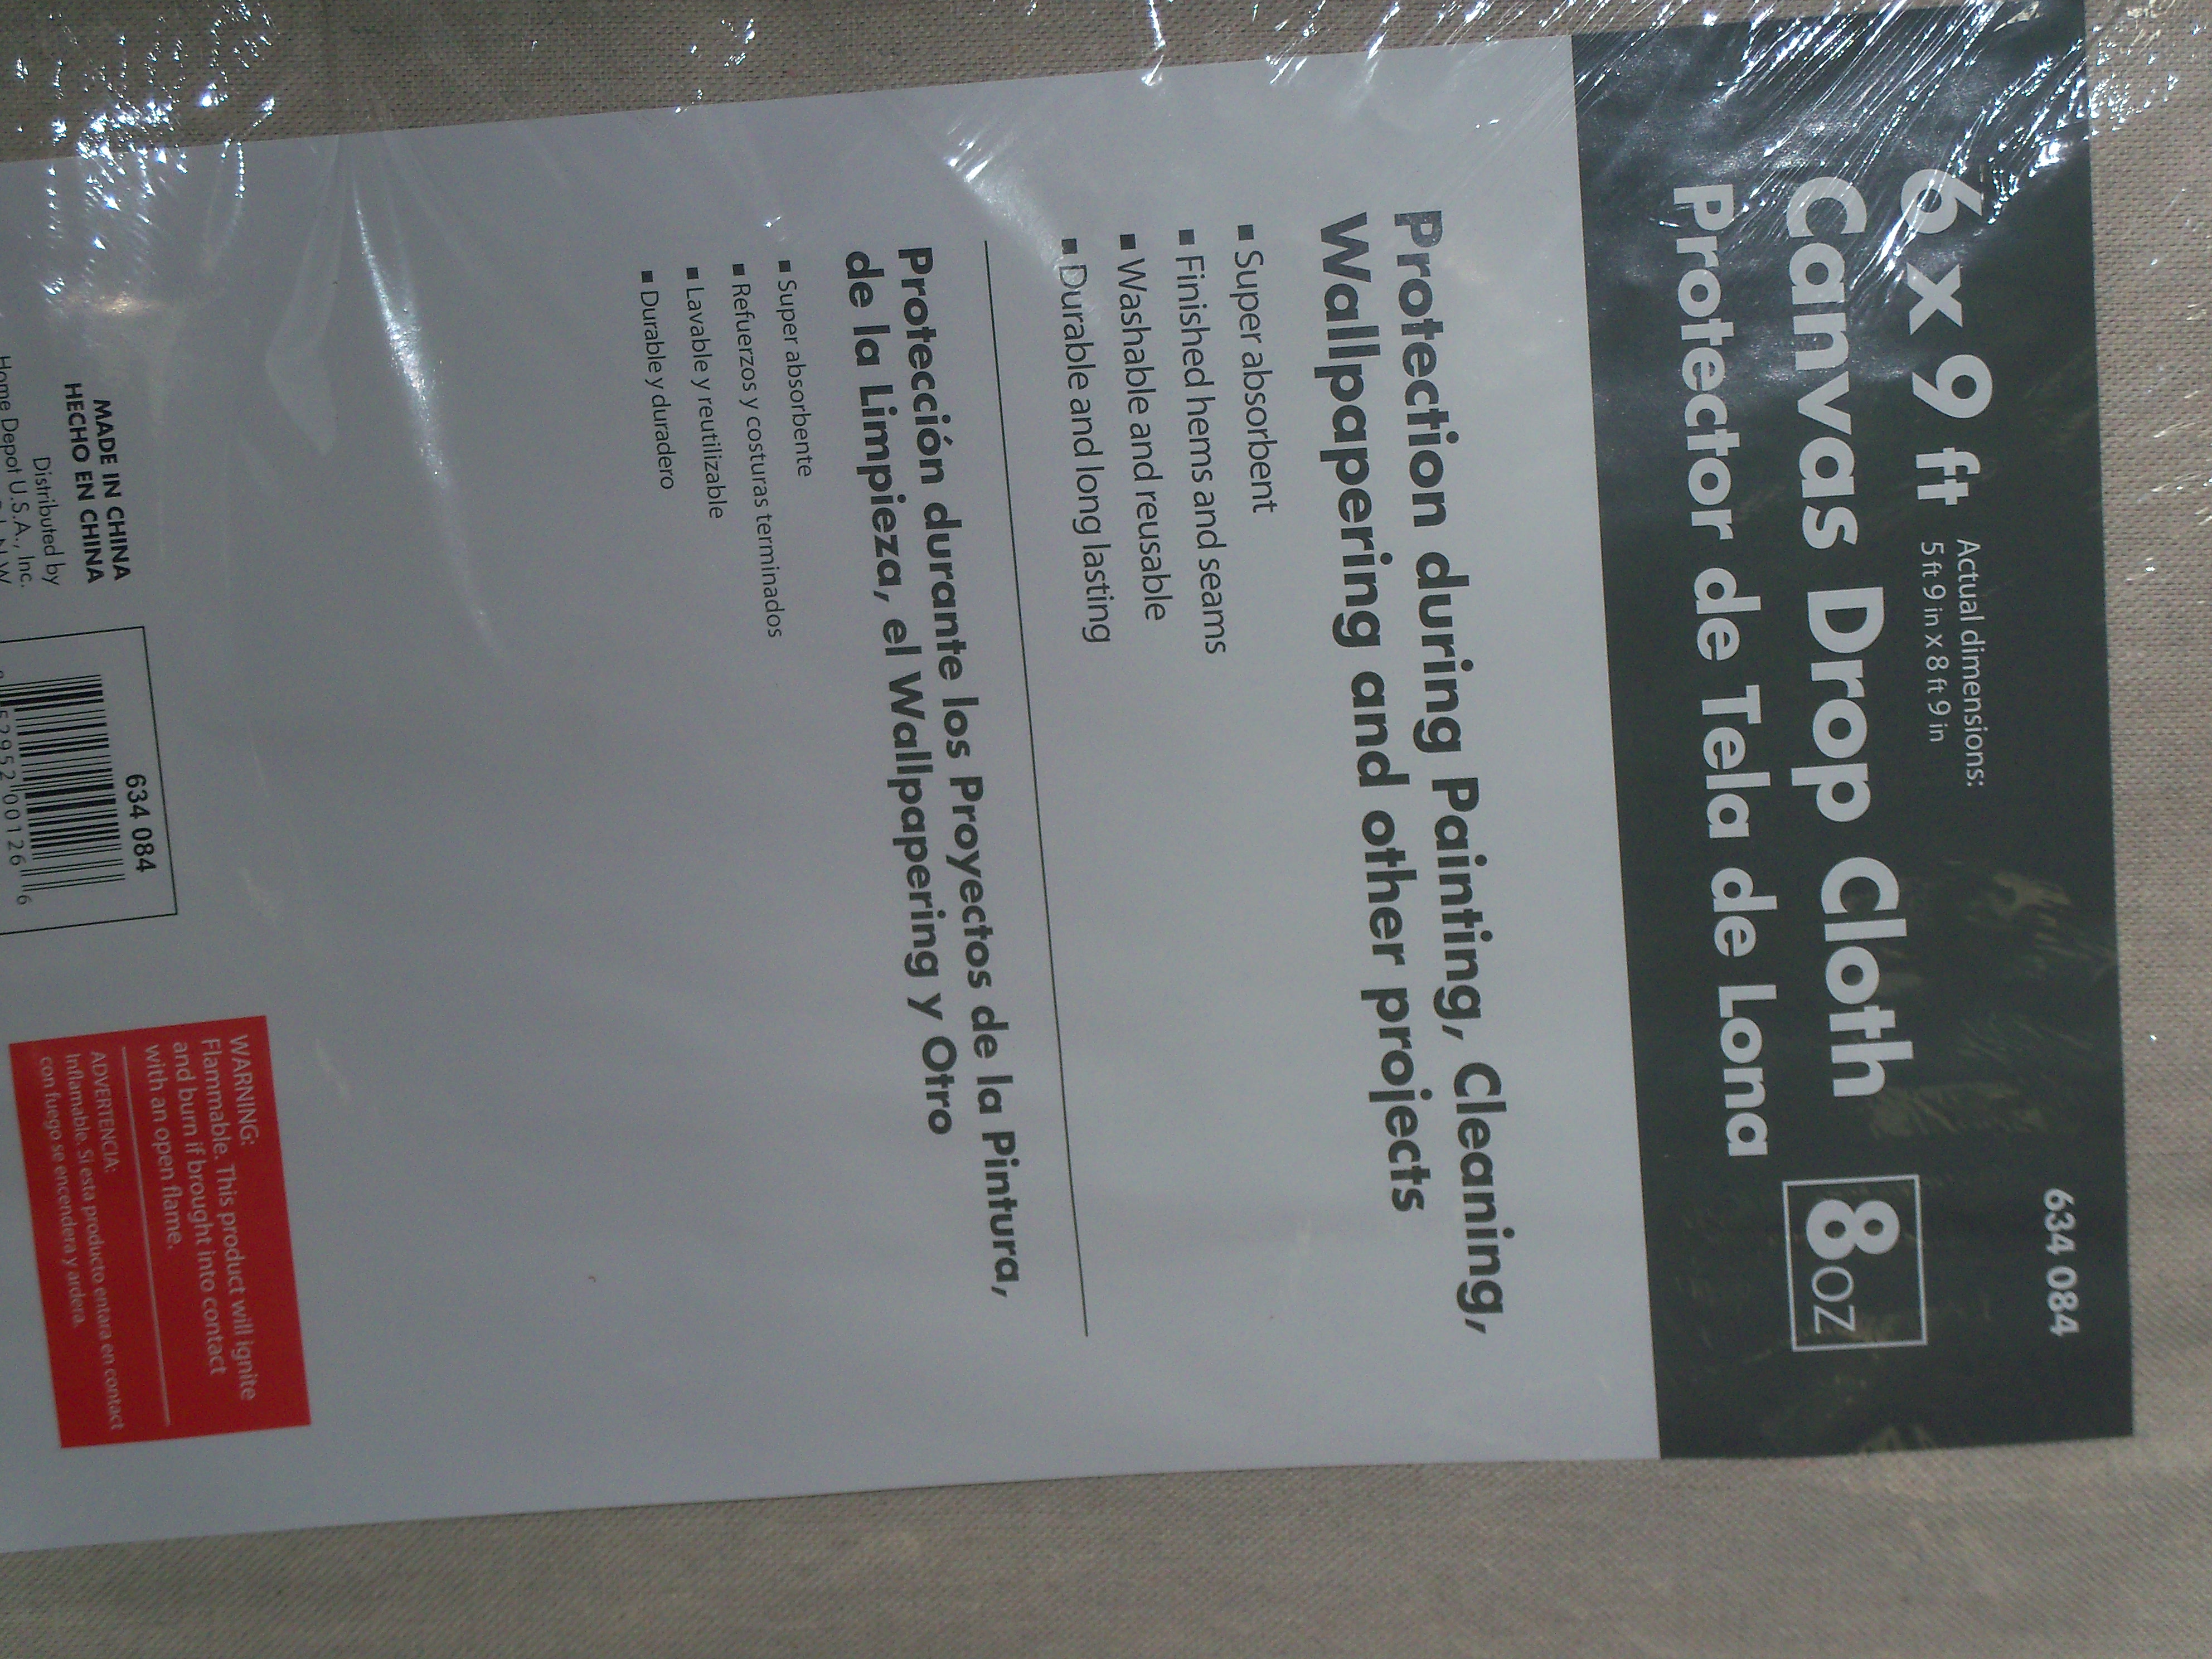 634 084
6 x 9 ft
Actual dimensions:
5 ft 9 in x 8 ft 9 in
Canvas Drop Cloth
8 OZ
Protector de Tela de Lona
Protection during Painting, Cleaning,
Wallpapering and other projects
▪ Super absorbent
▪ Finished hems and seams
▪ Washable and reusable
▪ Durable and long lasting
Protección durante los Proyectos de la Pintura,
de la Limpieza, el Wallpapering y Otro
▪ Super absorbente
▪ Refuerzos y costuras terminados
▪ Lavable y reutilizable
▪ Durable y duradero
MADE IN CHINA
HECHO EN CHINA
Distributed by
Home Depot U.S.A., Inc.
634 084
52952 00126 6
WARNING:
Flammable. This product will ignite
and burn if brought into contact
with an open flame.
ADVERTENCIA:
Inflamable. Si esta producto entara en contact
con fuego se encendera y ardera.